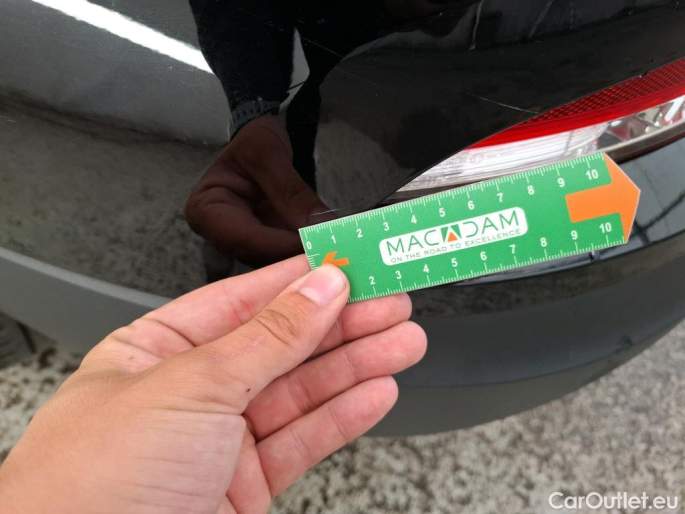 0 1 2 3 4 5 6 7 8 9 10
MACADAM
ON THE ROAD TO EXCELLENCE
2 3 4 5 6 7 8 9 10
CarOutlet.eu